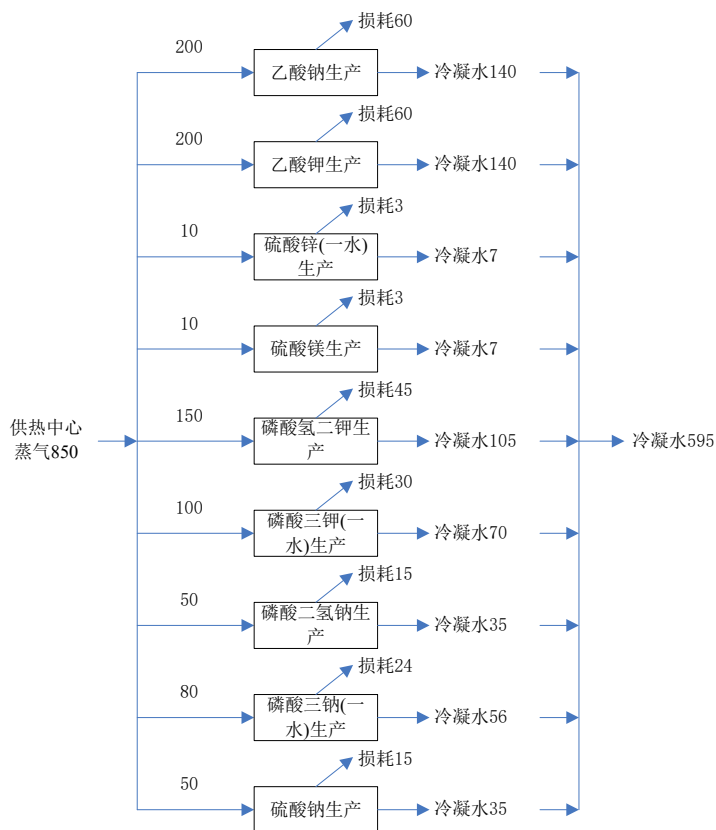 损耗60
200
乙酸钠生产
冷凝水140
损耗60
200
乙酸钾生产
冷凝水140
损耗3
10
硫酸锌(一水)
生产
冷凝水7
损耗3
10
硫酸镁生产
冷凝水7
损耗45
供热中心
蒸气850
150
磷酸氢二钾生
产
冷凝水105
冷凝水595
损耗30
100
磷酸三钾(一
水)生产
冷凝水70
损耗15
50
磷酸二氢钠生
产
冷凝水35
损耗24
80
磷酸三钠(一
水)生产
冷凝水56
损耗15
50
硫酸钠生产
冷凝水35